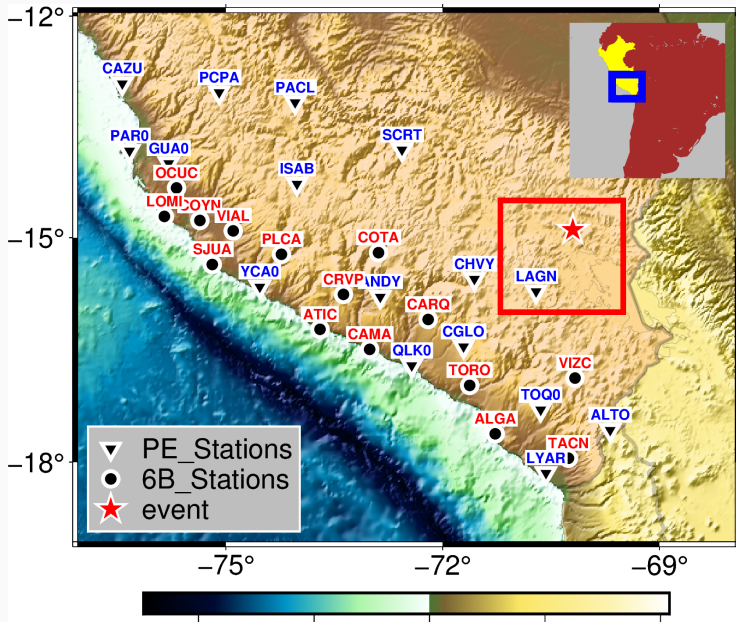 −12°
CAZU
PCPA
PACL
PAR0
GUA0
SCRT
OCUC
ISAB
LOMI
COYN
VIAL
−15°
SJUA
PLCA
COTA
YCA0
CRVP
ANDY
CHVY
LAGN
ATIC
CARQ
CAMA
CGLO
QLK0
TORO
VIZC
TOQ0
ALGA
ALTO
TACN
LYAR
PE_Stations
6B_Stations
event
−18°
−75°
−72°
−69°